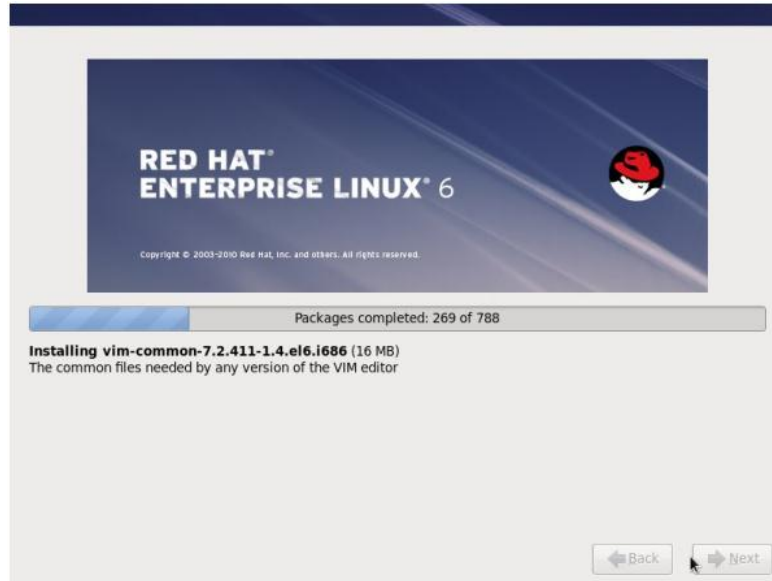 RED HAT®
ENTERPRISE LINUX® 6
Copyright © 2003-2010 Red Hat, Inc. and others. All rights reserved.
Packages completed: 269 of 788
Installing vim-common-7.2.411-1.4.el6.i686 (16 MB)
The common files needed by any version of the VIM editor
Back Next